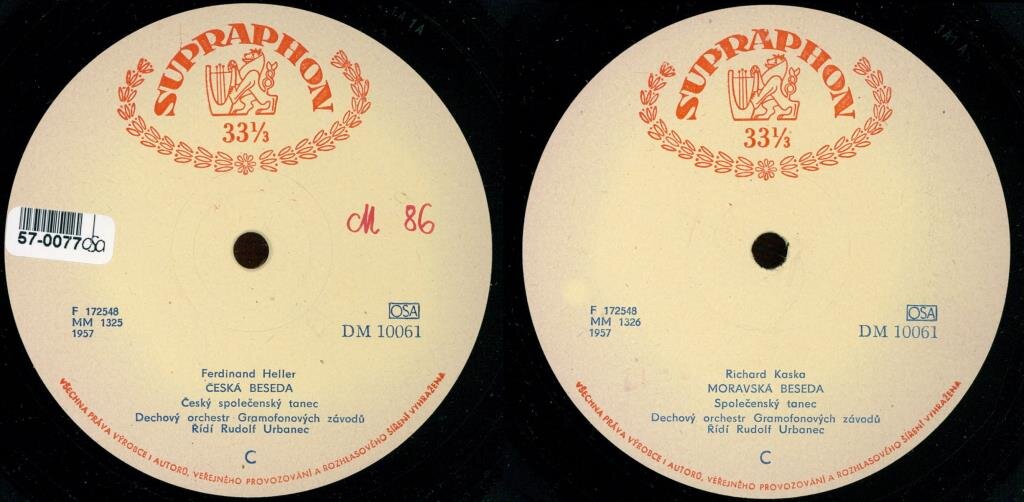 SUPRAPHON
33⅓
M 86
57-0077
F 172548
MM 1325
1957
OSA
DM 10061
Ferdinand Heller
ČESKÁ BESEDA
Český společenský tanec
Dechový orchestr Gramofonových závodů
Řídí Rudolf Urbanec
C
VŠECHNA PRÁVA VÝROBCE I AUTORŮ, VEŘEJNÉHO PROVOZOVÁNÍ A ROZHLASOVÉHO ŠÍŘENÍ VYHRAŽENA.
SUPRAPHON
33⅓
F 172548
MM 1326
1957
OSA
DM 10061
Richard Kaska
MORAVSKÁ BESEDA
Společenský tanec
Dechový orchestr Gramofonových závodů
Řídí Rudolf Urbanec
C
VŠECHNA PRÁVA VÝROBCE I AUTORŮ, VEŘEJNÉHO PROVOZOVÁNÍ A ROZHLASOVÉHO ŠÍŘENÍ VYHRAŽENA.